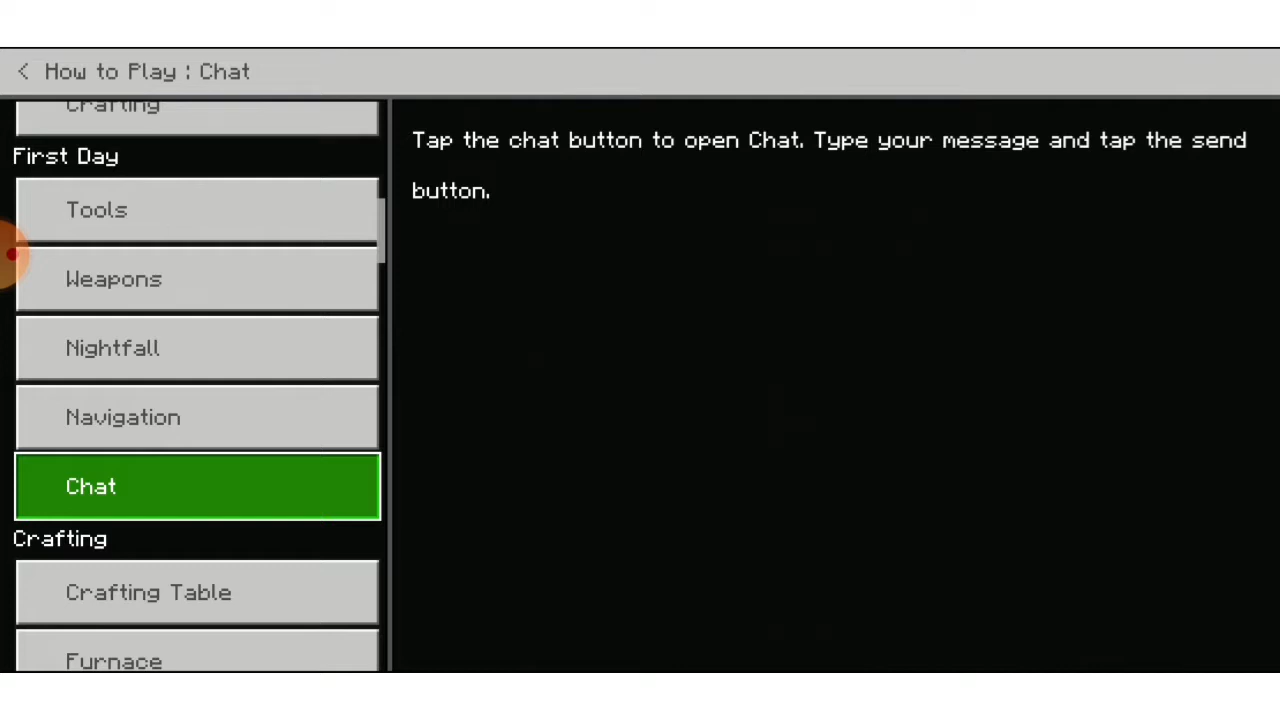 How to Play : Chat
Crafting
First Day
Tools
Weapons
Nightfall
Navigation
Chat
Crafting
Crafting Table
Furnace
Tap the chat button to open Chat. Type your message and tap the send
button.